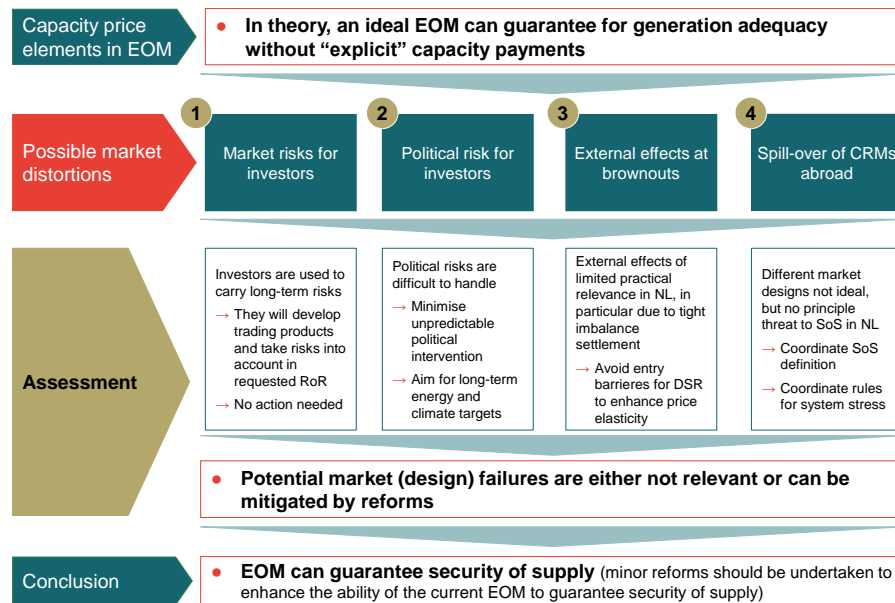 Capacity price
elements in EOM
• In theory, an ideal EOM can guarantee for generation adequacy
without “explicit” capacity payments
Possible market
distortions
1
Market risks for
investors
2
Political risk for
investors
3
External effects at
brownouts
4
Spill-over of CRMs
abroad
Assessment
Investors are used to
carry long-term risks
→ They will develop
trading products
and take risks into
account in
requested RoR
→ No action needed
Political risks are
difficult to handle
→ Minimise
unpredictable
political
intervention
→ Aim for long-term
energy and
climate targets
External effects of
limited practical
relevance in NL, in
particular due to tight
imbalance
settlement
→ Avoid entry
barrieres for DSR
to enhance price
elasticity
Different market
designs not ideal,
but no principle
threat to SoS in NL
→ Coordinate SoS
definition
→ Coordinate rules
for system stress
• Potential market (design) failures are either not relevant or can be
mitigated by reforms
Conclusion
• EOM can guarantee security of supply (minor reforms should be undertaken to
enhance the ability of the current EOM to guarantee security of supply)